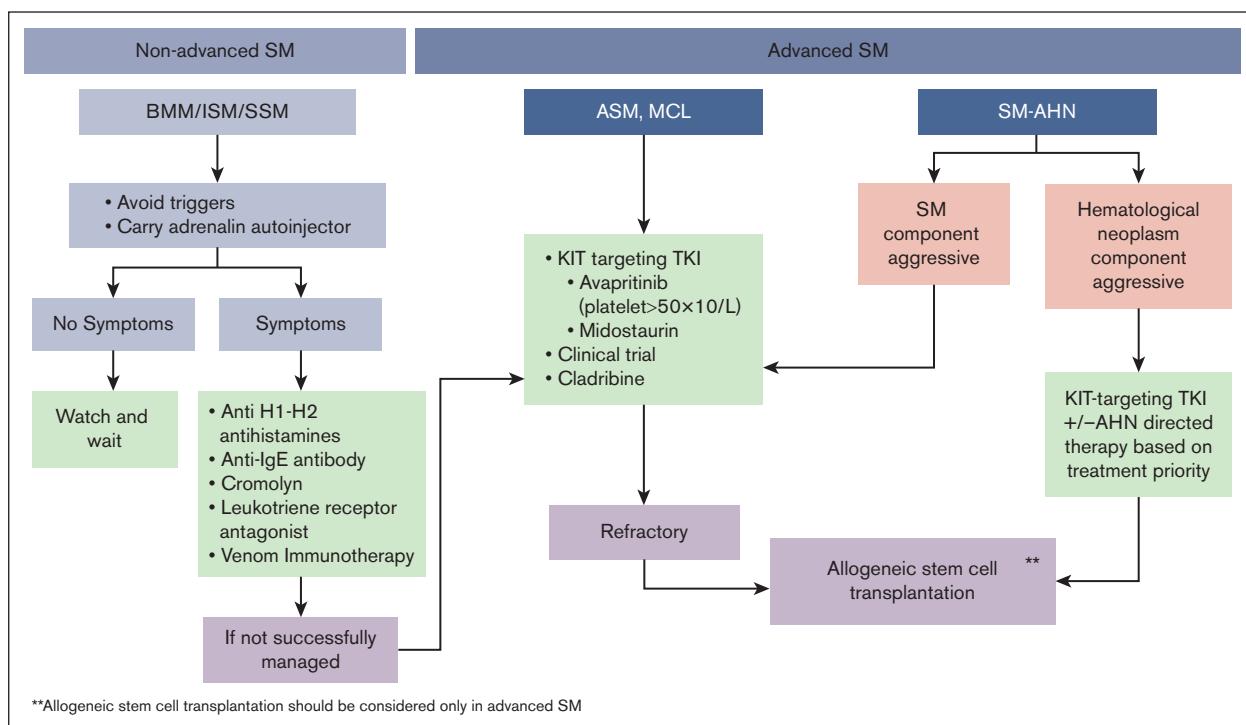 Non-advanced SM
Advanced SM
BMM/ISM/SSM
ASM, MCL
SM-AHN
• Avoid triggers
• Carry adrenalin autoinjector
SM
component
aggressive
Hematological
neoplasm
component
aggressive
• KIT targeting TKI
• Avapritinib
(platelet>50×10/L)
• Midostaurin
• Clinical trial
• Cladribine
No Symptoms
Symptoms
Watch and
wait
• Anti H1-H2
antihistamines
• Anti-IgE antibody
• Cromolyn
• Leukotriene receptor
antagonist
• Venom Immunotherapy
KIT-targeting TKI
+/−AHN directed
therapy based on
treatment priority
Refractory
Allogeneic stem cell **
transplantation
If not successfully
managed
**Allogeneic stem cell transplantation should be considered only in advanced SM